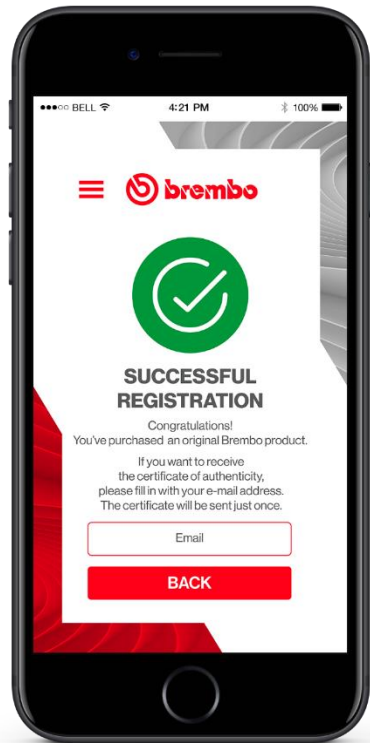 ●●●○○ BELL 4:21 PM 100%
brembo
SUCCESSFUL
REGISTRATION
Congratulations!
You've purchased an original Brembo product.
If you want to receive
the certificate of authenticity,
please fill in with your e-mail address.
The certificate will be sent just once.
Email
BACK